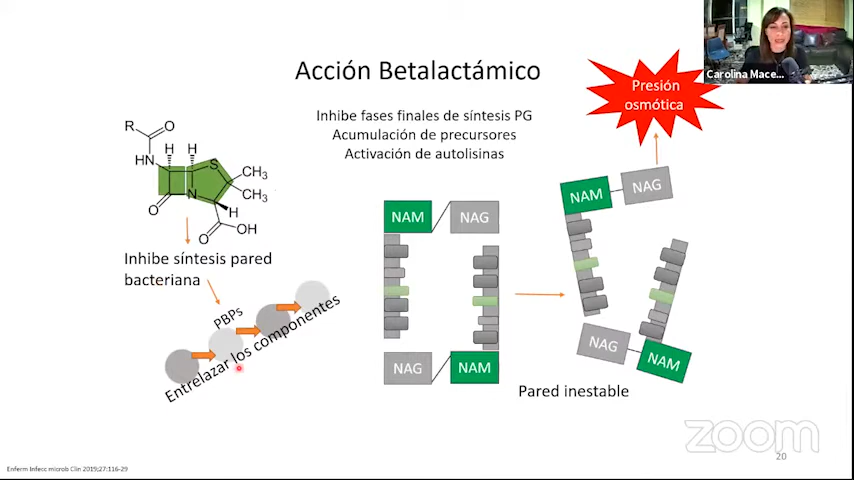 Carolina Mace...
Acción Betalactámico
Presión
osmótica
Inhibe fases finales de síntesis PG
Acumulación de precursores
Activación de autolisinas
R
O
H
H
HN
S
CH3
CH3
N
O
H
O
OH
NAM
NAG
NAM
NAG
Inhibe síntesis pared
bacteriana
PBPs
Entrelazar los componentes
NAG
NAM
NAG
NAM
Pared inestable
zoom
20
Enferm Infecc microb Clin 2019;27:116-29